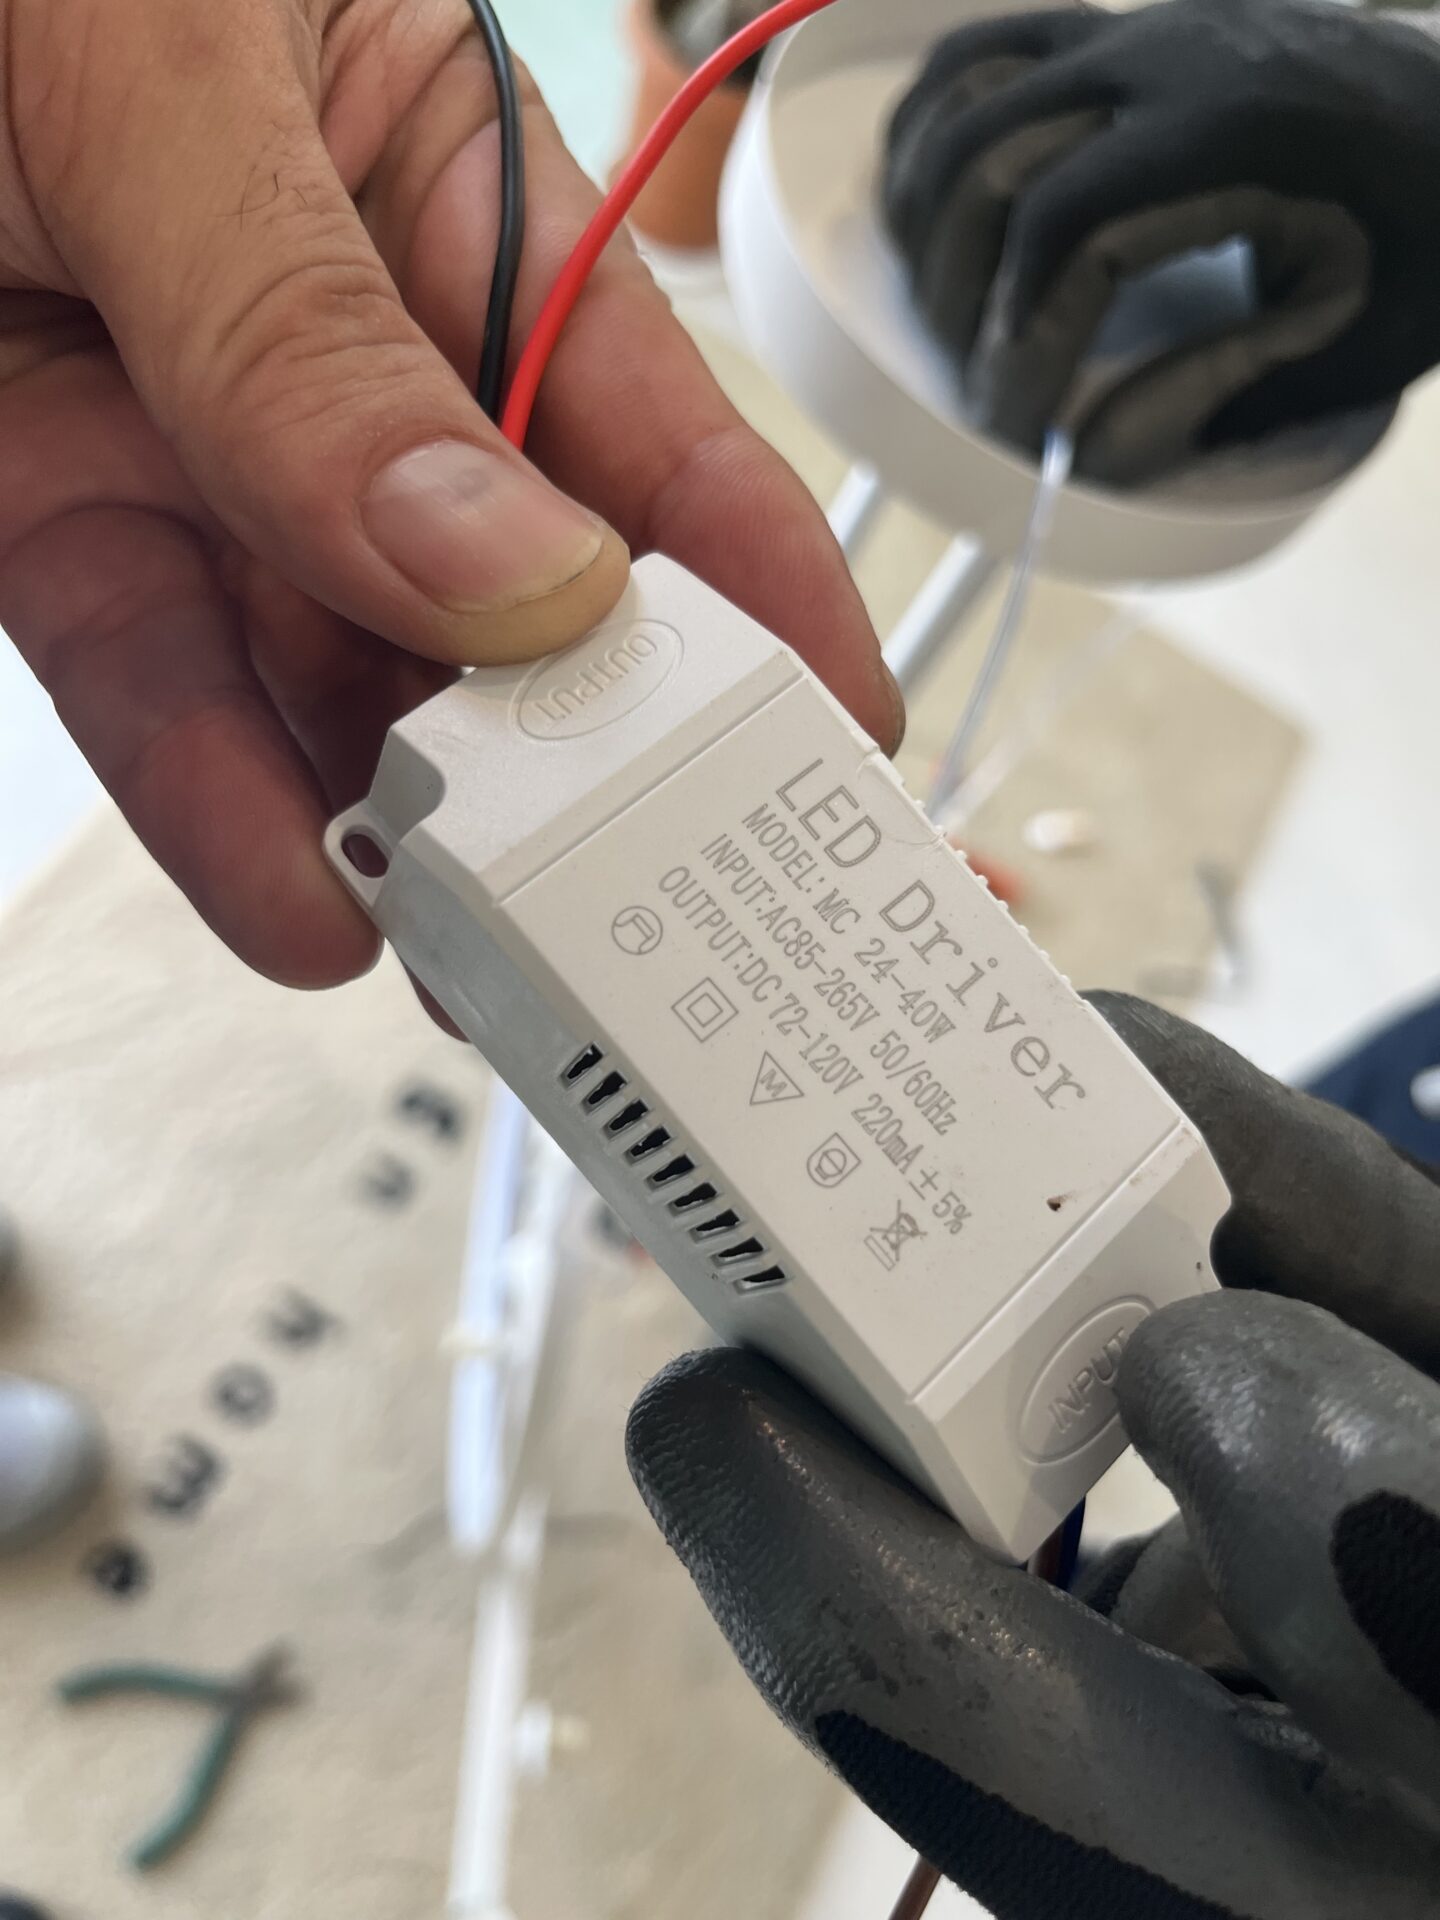 OUTPUT
LED Driver
MODEL: MC 24-40W
INPUT:AC85-265V 50/60Hz
OUTPUT:DC 72-120V 220mA ± 5%
M
INPUT